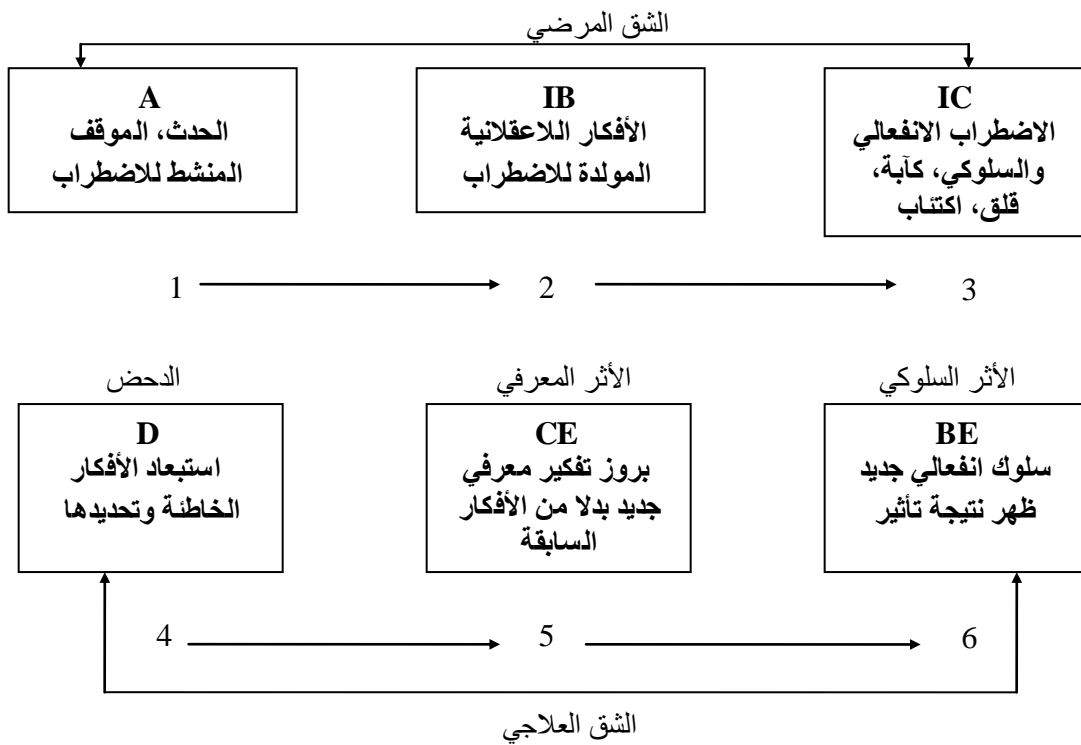 الشق المرضي
A
الحدث، الموقف
المنشط للاضطراب
IB
الأفكار اللاعقلانية
المولدة للاضطراب
IC
الاضطراب الانفعالي
والسلوكي، كآبة،
قلق، اكتئاب
1
2
3
الدحض
الأثر المعرفي
الأثر السلوكي
D
استبعاد الأفكار
الخاطئة وتحديدها
CE
بروز تفكير معرفي
جديد بدلا من الأفكار
السابقة
BE
سلوك انفعالي جديد
ظهر نتيجة تأثير
4
5
6
الشق العلاجي